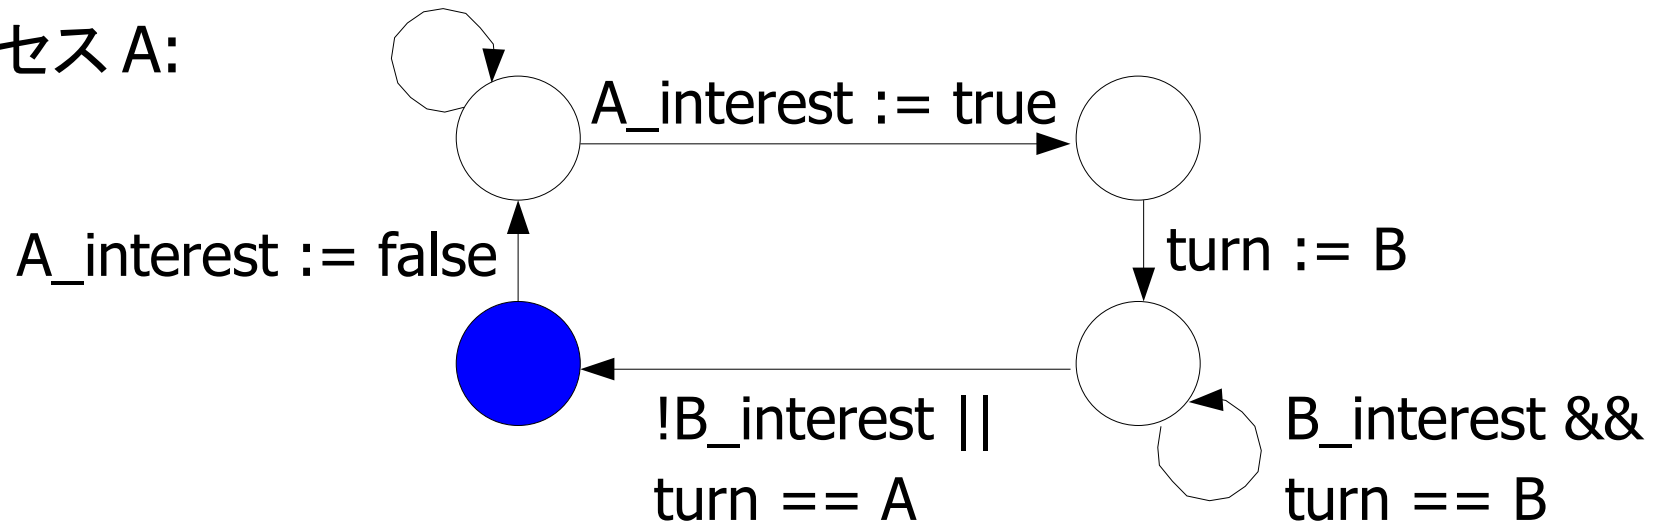 セス A:
A_interest := true
A_interest := false
turn := B
!B_interest ||
turn == A
B_interest &&
turn == B